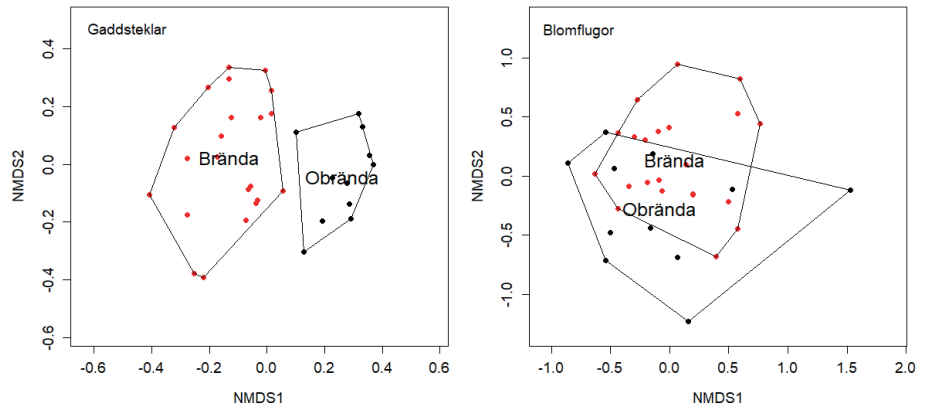 Gaddsteklar
Brända
Obrända
NMDS2
0.4
0.2
0.0
-0.2
-0.4
-0.6
-0.6 -0.4 -0.2 0.0 0.2 0.4 0.6
NMDS1
Blomflugor
Brända
Obrända
NMDS2
1.0
0.5
0.0
-0.5
-1.0
-1.0 -0.5 0.0 0.5 1.0 1.5 2.0
NMDS1